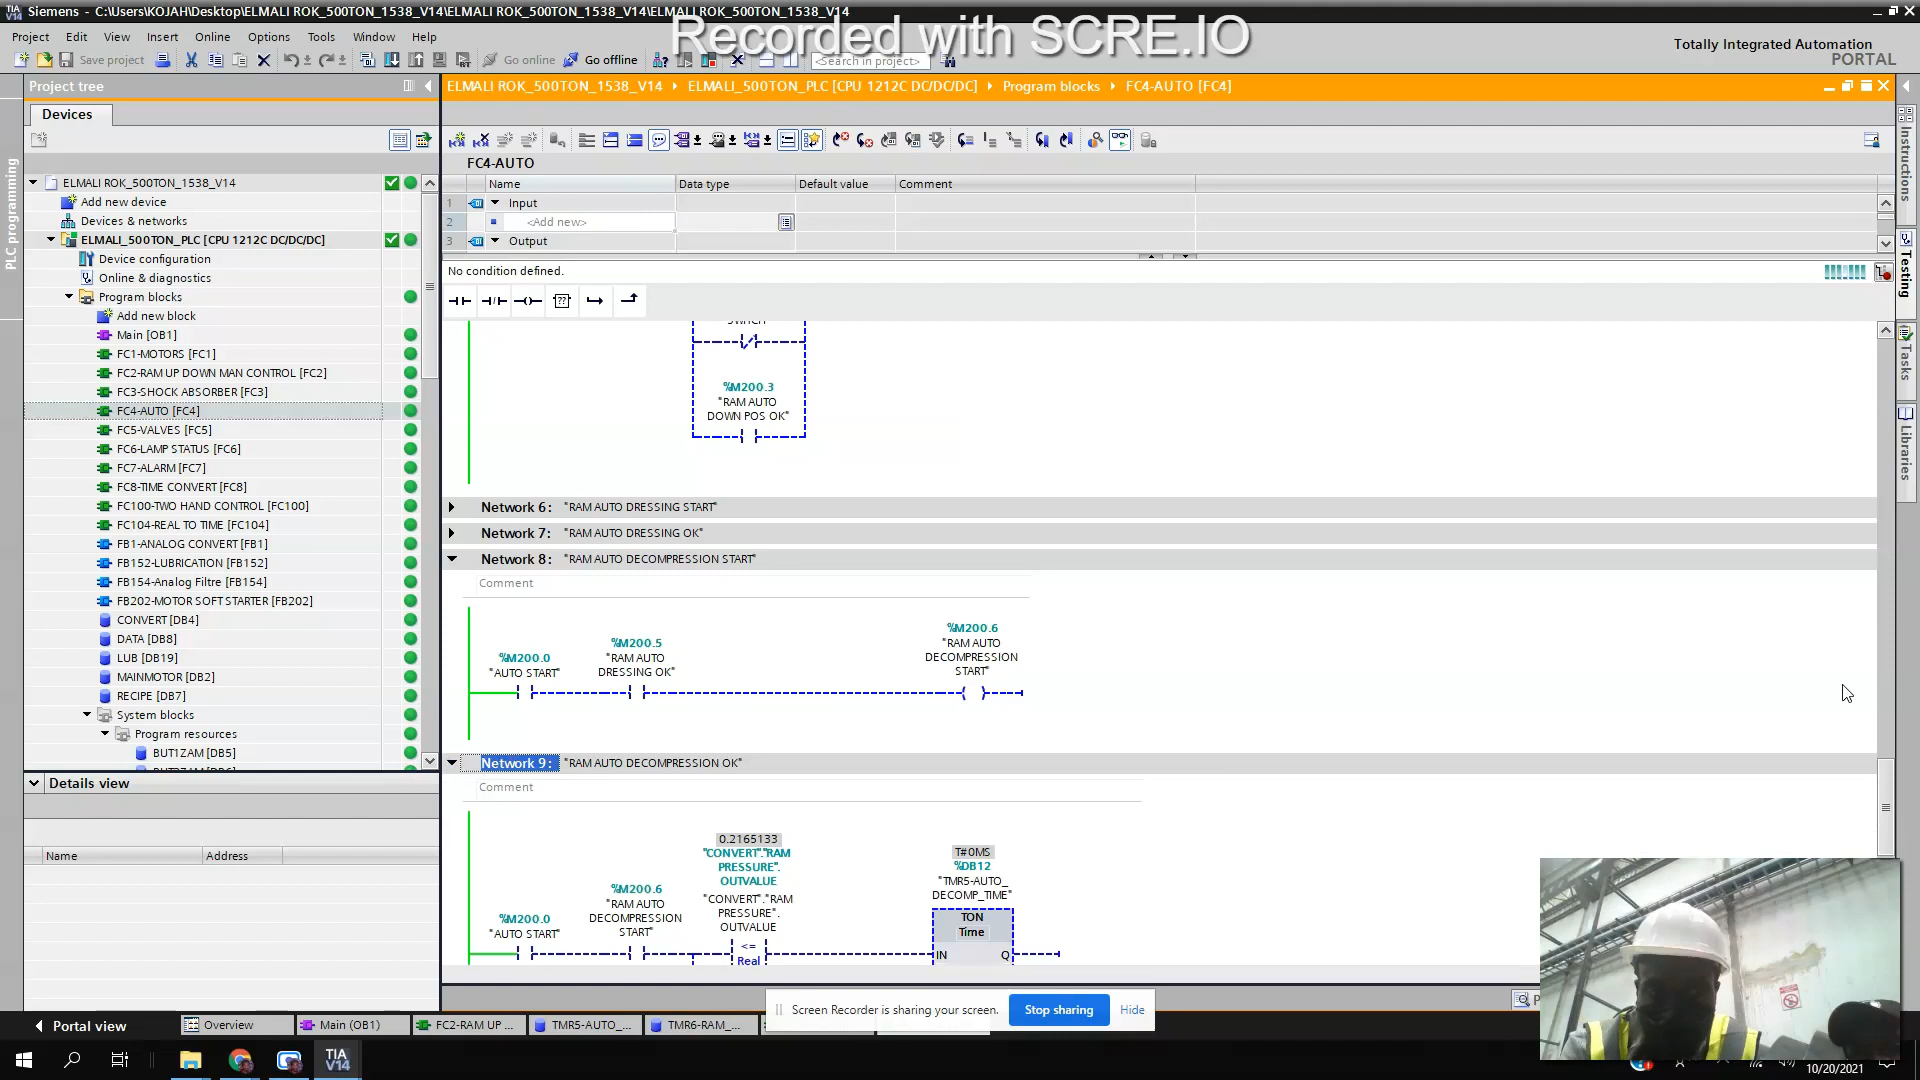 Siemens - C:\Users\KOJAH\Desktop\ELMALI ROK_500TON_1538_V14\ELMALI ROK_500TON_1538_V14\ELMALI ROK_500TON_1538_V14
Recorded with SCRE.IO
Project Edit View Insert Online Options Tools Window Help
Totally Integrated Automation
PORTAL
Save project
Go online
Go offline
<Search in project>
Project tree
ELMALI ROK_500TON_1538_V14 ELMALI_500TON_PLC [CPU 1212C DC/DC/DC] Program blocks FC4-AUTO [FC4]
Devices
PLC programming
ELMALI ROK_500TON_1538_V14
Add new device
Devices & networks
ELMALI_500TON_PLC [CPU 1212C DC/DC/DC]
Device configuration
Online & diagnostics
Program blocks
Add new block
Main [OB1]
FC1-MOTORS [FC1]
FC2-RAM UP DOWN MAN CONTROL [FC2]
FC3-SHOCK ABSORBER [FC3]
FC4-AUTO [FC4]
FC5-VALVES [FC5]
FC6-LAMP STATUS [FC6]
FC7-ALARM [FC7]
FC8-TIME CONVERT [FC8]
FC100-TWO HAND CONTROL [FC100]
FC104-REAL TO TIME [FC104]
FB1-ANALOG CONVERT [FB1]
FB152-LUBRICATION [FB152]
FB154-Analog Filtre [FB154]
FB202-MOTOR SOFT STARTER [FB202]
CONVERT [DB4]
DATA [DB8]
LUB [DB19]
MAINMOTOR [DB2]
RECIPE [DB7]
System blocks
Program resources
BUT1ZAM [DB5]
Details view
Name Address
FC4-AUTO
Name Data type Default value Comment
1 Input
2 <Add new>
3 Output
No condition defined.
%M200.3
"RAM AUTO
DOWN POS OK"
Network 6: "RAM AUTO DRESSING START"
Network 7: "RAM AUTO DRESSING OK"
Network 8: "RAM AUTO DECOMPRESSION START"
Comment
%M200.0
"AUTO START"
%M200.5
"RAM AUTO
DRESSING OK"
%M200.6
"RAM AUTO
DECOMPRESSION
START"
Network 9: "RAM AUTO DECOMPRESSION OK"
Comment
%M200.0
"AUTO START"
%M200.6
"RAM AUTO
DECOMPRESSION
START"
0.2165133
"CONVERT"."RAM
PRESSURE".
OUTVALUE
"CONVERT"."RAM
PRESSURE".
OUTVALUE
<=
Real
T#0MS
%DB12
"TMR5-AUTO_
DECOMP_TIME"
TON
Time
IN Q
Instructions
Testing
Tasks
Libraries
Screen Recorder is sharing your screen.
Stop sharing
Hide
Portal view
Overview
Main (OB1)
FC2-RAM UP ...
TMR5-AUTO_...
TMR6-RAM_...
TIA
V14
10/20/2021